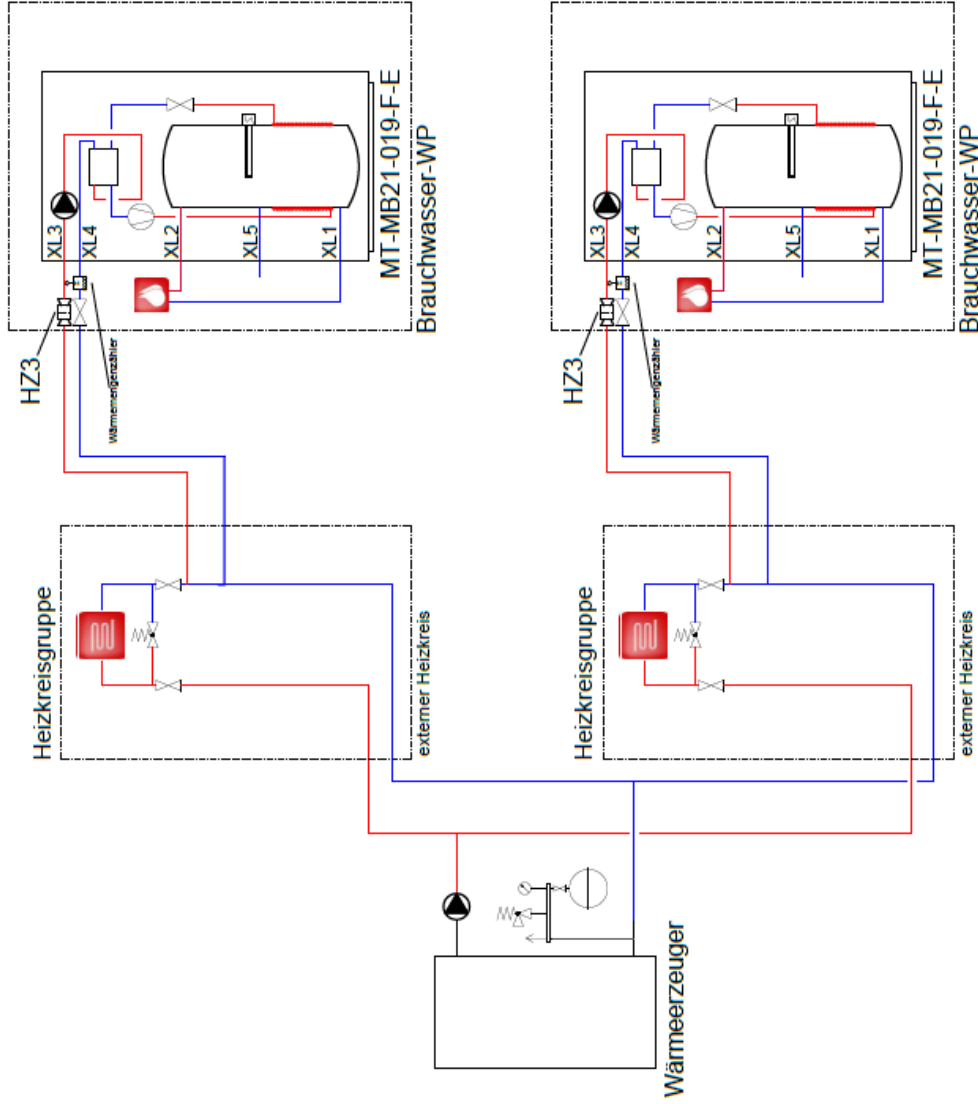 Heizkreisgruppe
HZ3
XL3
XL4
Wärmemengenzähler
XL2
XL5
XL1
MT-MB21-019-F-E
externer Heizkreis
Brauchwasser-WP
Heizkreisgruppe
HZ3
XL3
XL4
Wärmemengenzähler
Wärmeerzeuger
XL2
XL5
XL1
MT-MB21-019-F-E
externer Heizkreis
Brauchwasser-WP